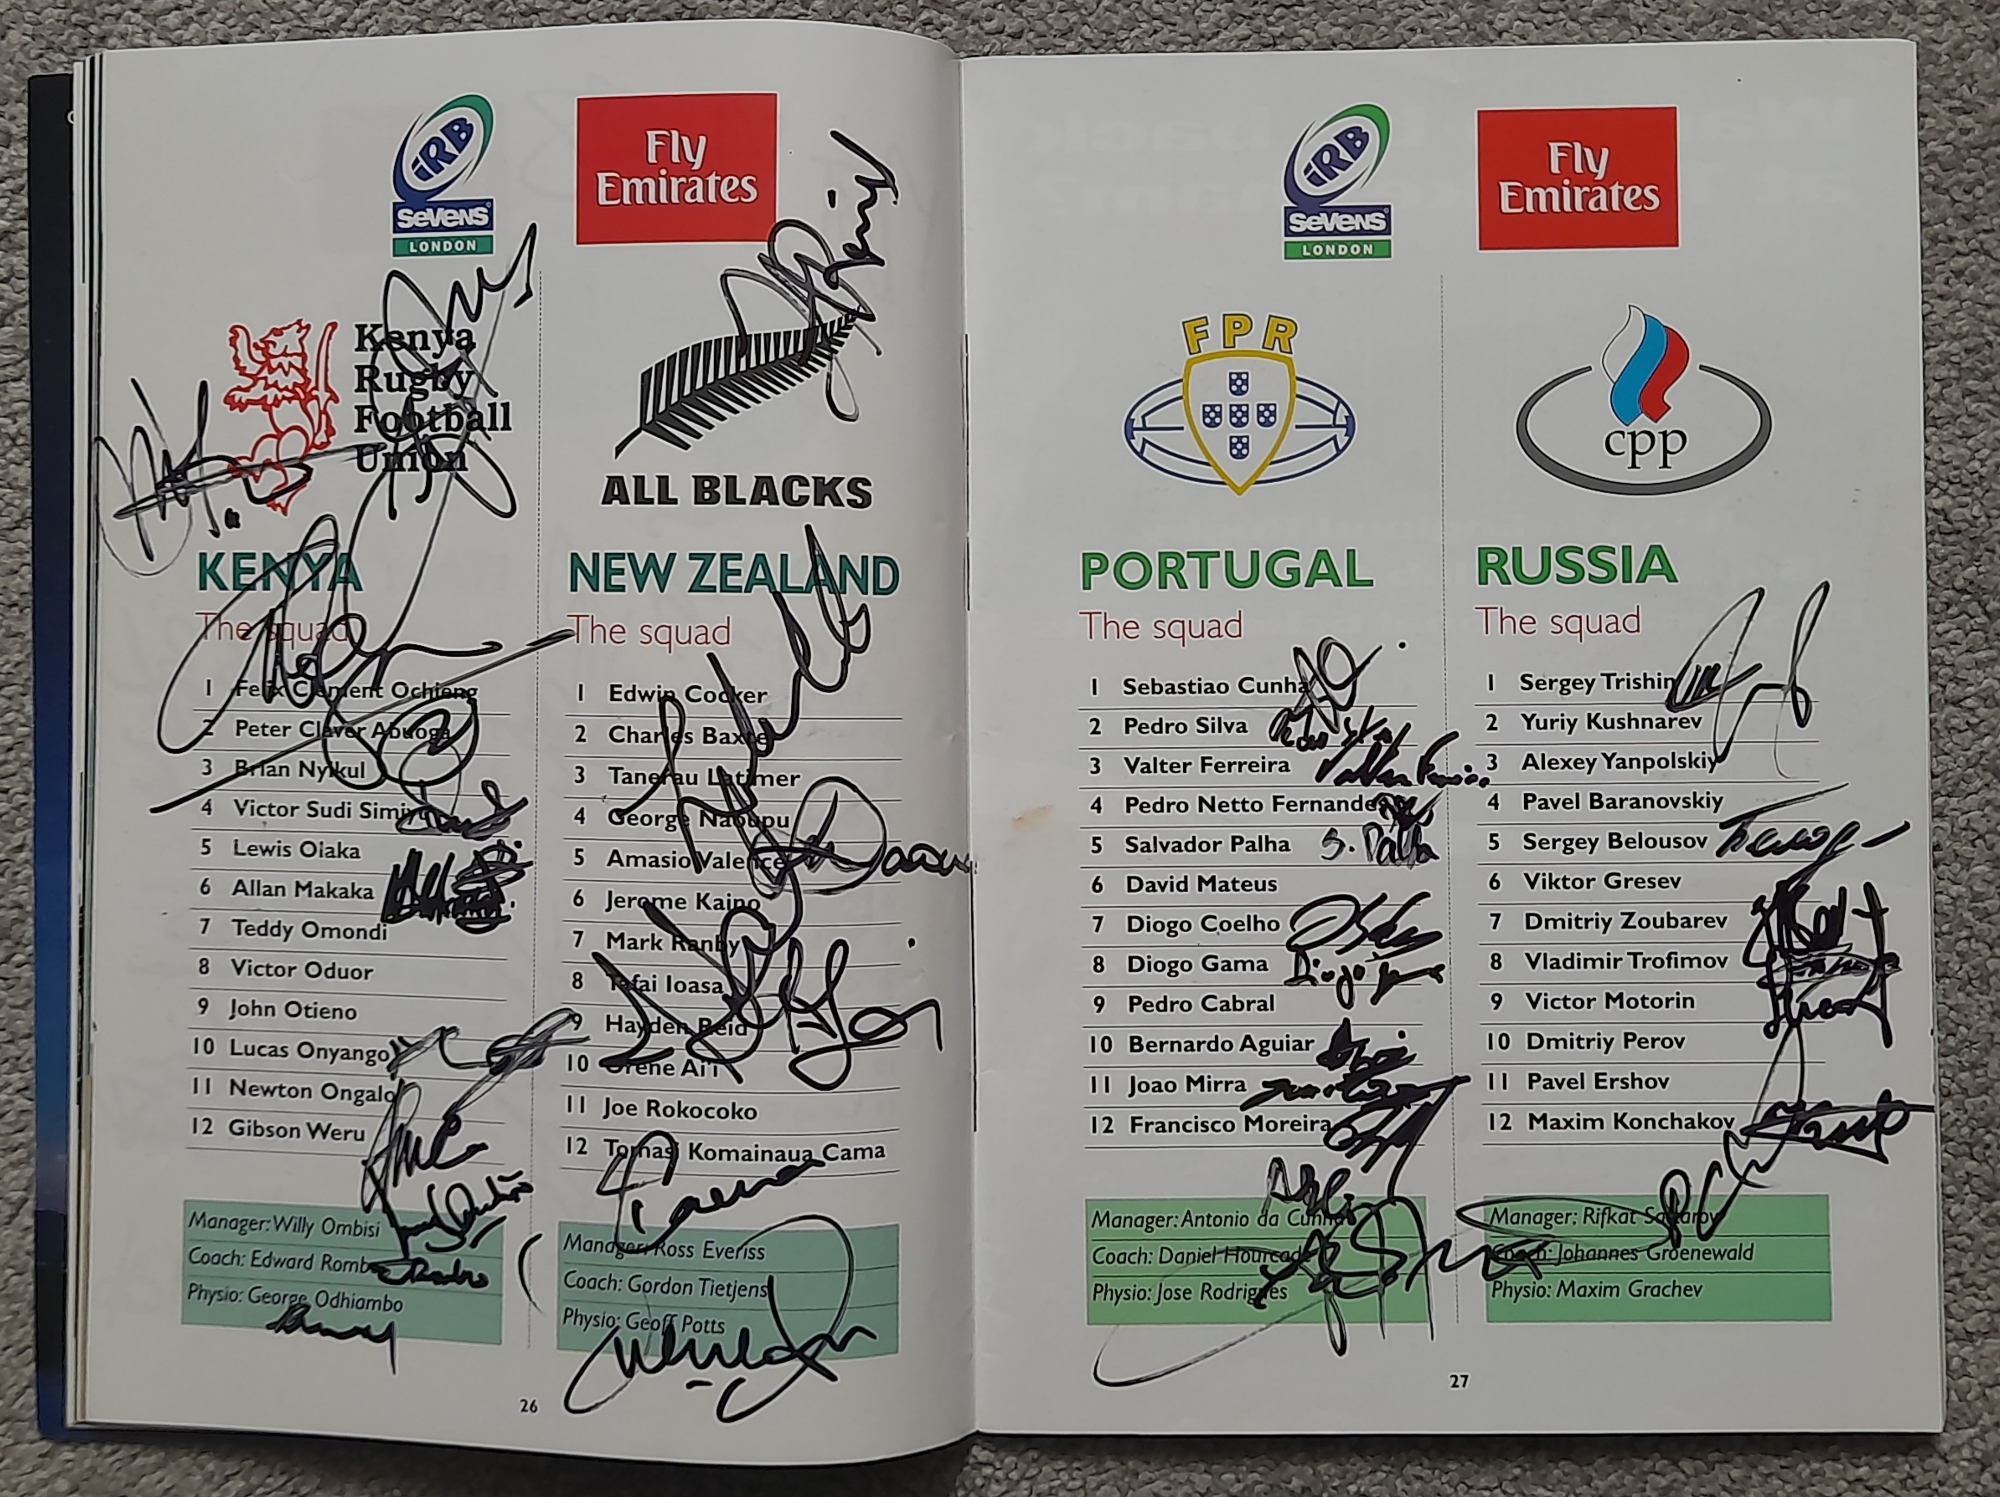 iRB
SeVeNS
LONDON
Fly
Emirates
Kenya
Rugby
Football
Union
ALL BLACKS
KENYA
The squad
1 Felix Clement Ochieng
2 Peter Claver Abuoga
3 Brian Nyikul
4 Victor Sudi Simiyu
5 Lewis Olaka
6 Allan Makaka
7 Teddy Omondi
8 Victor Oduor
9 John Otieno
10 Lucas Onyango
11 Newton Ongalo
12 Gibson Weru
Manager: Willy Ombisi
Coach: Edward
Physio: George Odhiambo
NEW ZEALAND
The squad
1 Edwin Cocker
2 Charles Baxter
3 Tanerau Latimer
4 George Naoupu
5 Amasio Valence
6 Jerome Kaino
7 Mark Ranby
8 Tafai Ioasa
9 Hayden Reid
10 Orene Ai'i
11 Joe Rokocoko
12 Tomasi Komainaua Cama
Manager: Ross Everiss
Coach: Gordon Tietjens
Physio: Geoff Potts
26
iRB
SeVeNS
LONDON
Fly
Emirates
FPR
cpp
PORTUGAL
The squad
1 Sebastiao Cunha
2 Pedro Silva
3 Valter Ferreira
4 Pedro Netto Fernandes
5 Salvador Palha S. Palha
6 David Mateus
7 Diogo Coelho
8 Diogo Gama Diogo Gama
9 Pedro Cabral
10 Bernardo Aguiar
11 Joao Mirra
12 Francisco Moreira
Manager: Antonio da Cunha
Coach: Daniel Hourcade
Physio: Jose Rodrigues
RUSSIA
The squad
1 Sergey Trishin
2 Yuriy Kushnarev
3 Alexey Yanpolskiy
4 Pavel Baranovskiy
5 Sergey Belousov
6 Viktor Gresev
7 Dmitriy Zoubarev
8 Vladimir Trofimov
9 Victor Motorin
10 Dmitriy Perov
11 Pavel Ershov
12 Maxim Konchakov
Manager: Rifkat Sattarov
Coach: Johannes Groenewald
Physio: Maxim Grachev
27